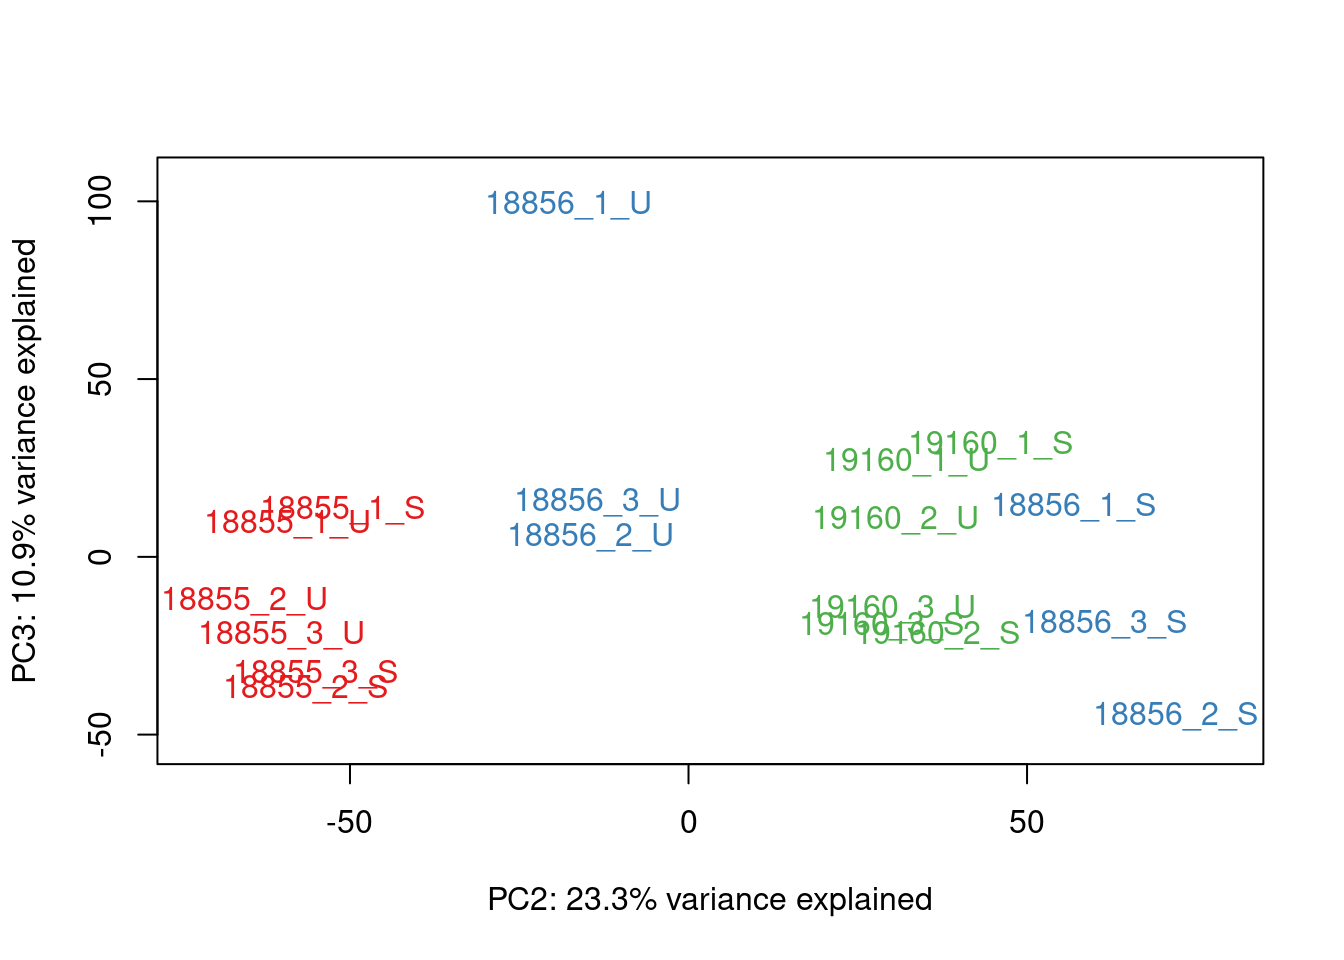 100
50
0
-50
PC3: 10.9% variance explained
18856_1_U
19160_1_S
19160_1_U
18856_3_U
18856_1_S
18855_1_S
18855_1_U
19160_2_U
18856_2_U
18855_2_U
19160_3_U
19160_3_S
18856_3_S
18855_3_U
19160_2_S
18855_3_S
18855_2_S
18856_2_S
-50
0
50
PC2: 23.3% variance explained